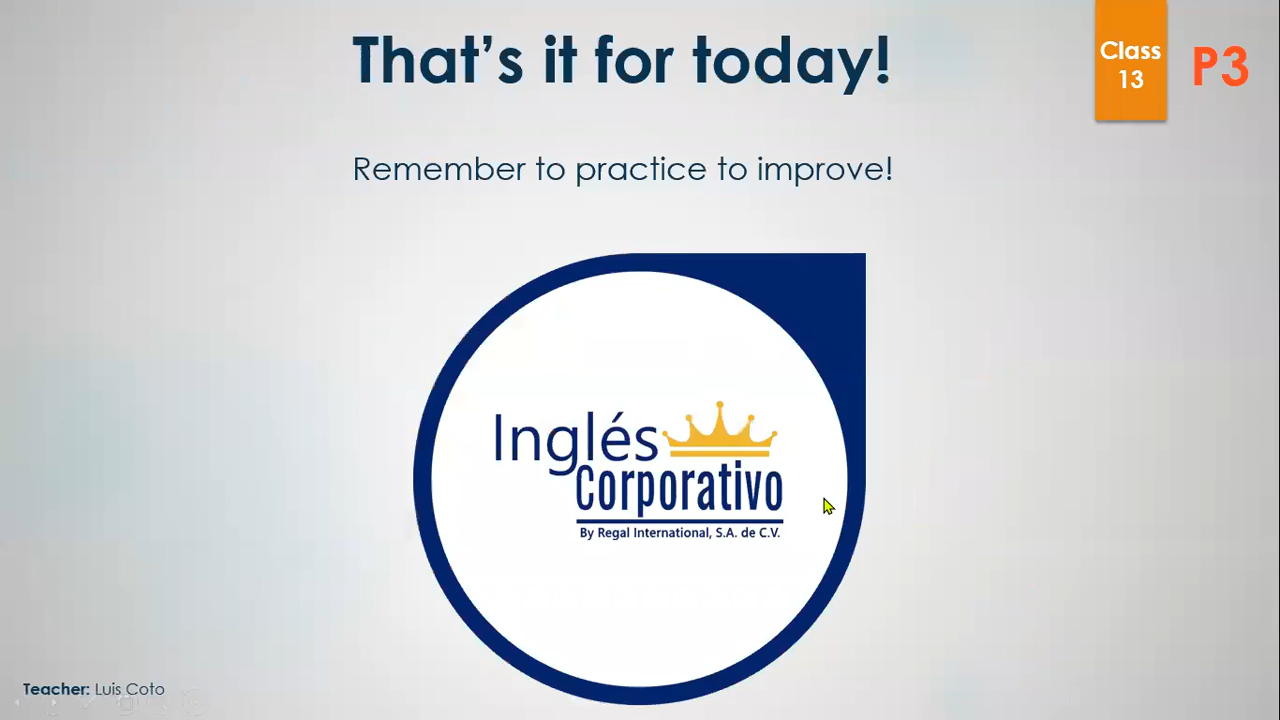 That’s it for today!
Class
13
P3
Remember to practice to improve!
Inglés
Corporativo
By Regal International, S.A. de C.V.
Teacher: Luis Coto